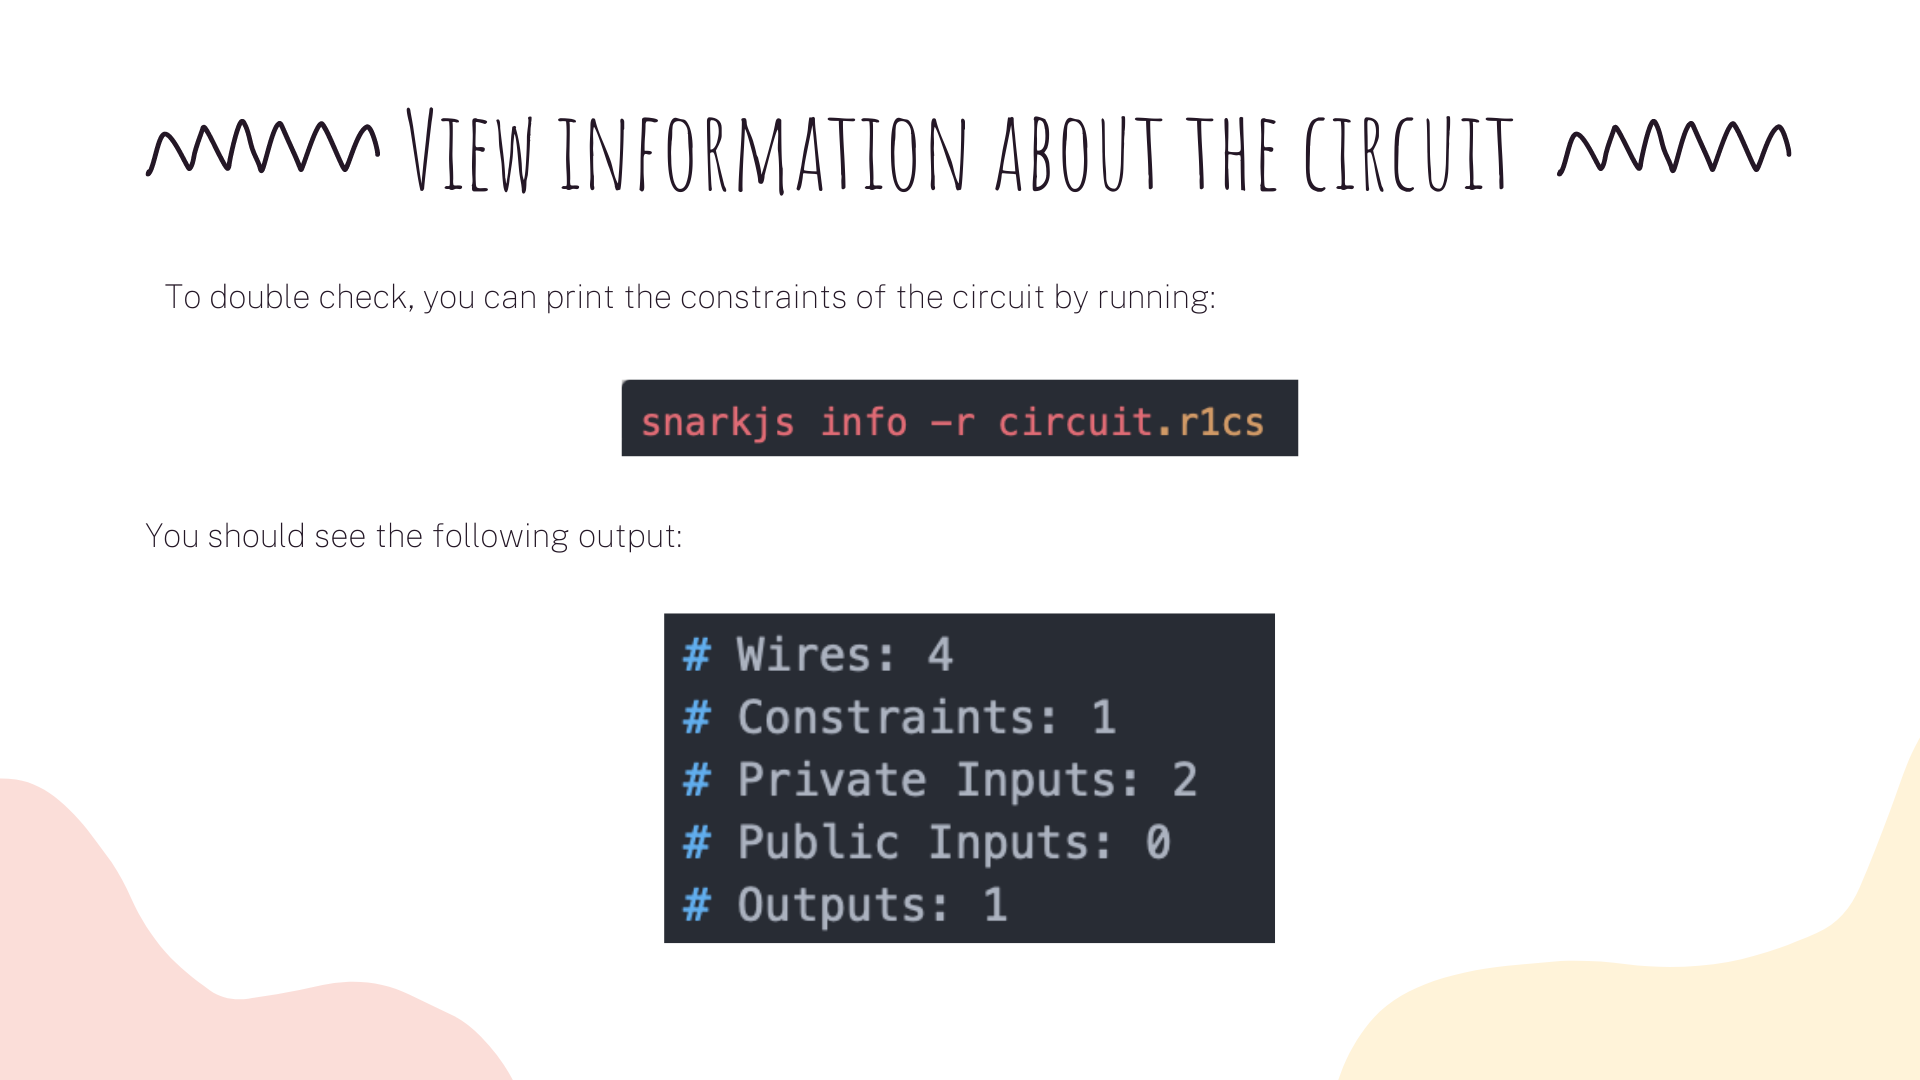 View information about the circuit
To double check, you can print the constraints of the circuit by running:
snarkjs info -r circuit.r1cs
You should see the following output:
# Wires: 4
# Constraints: 1
# Private Inputs: 2
# Public Inputs: 0
# Outputs: 1